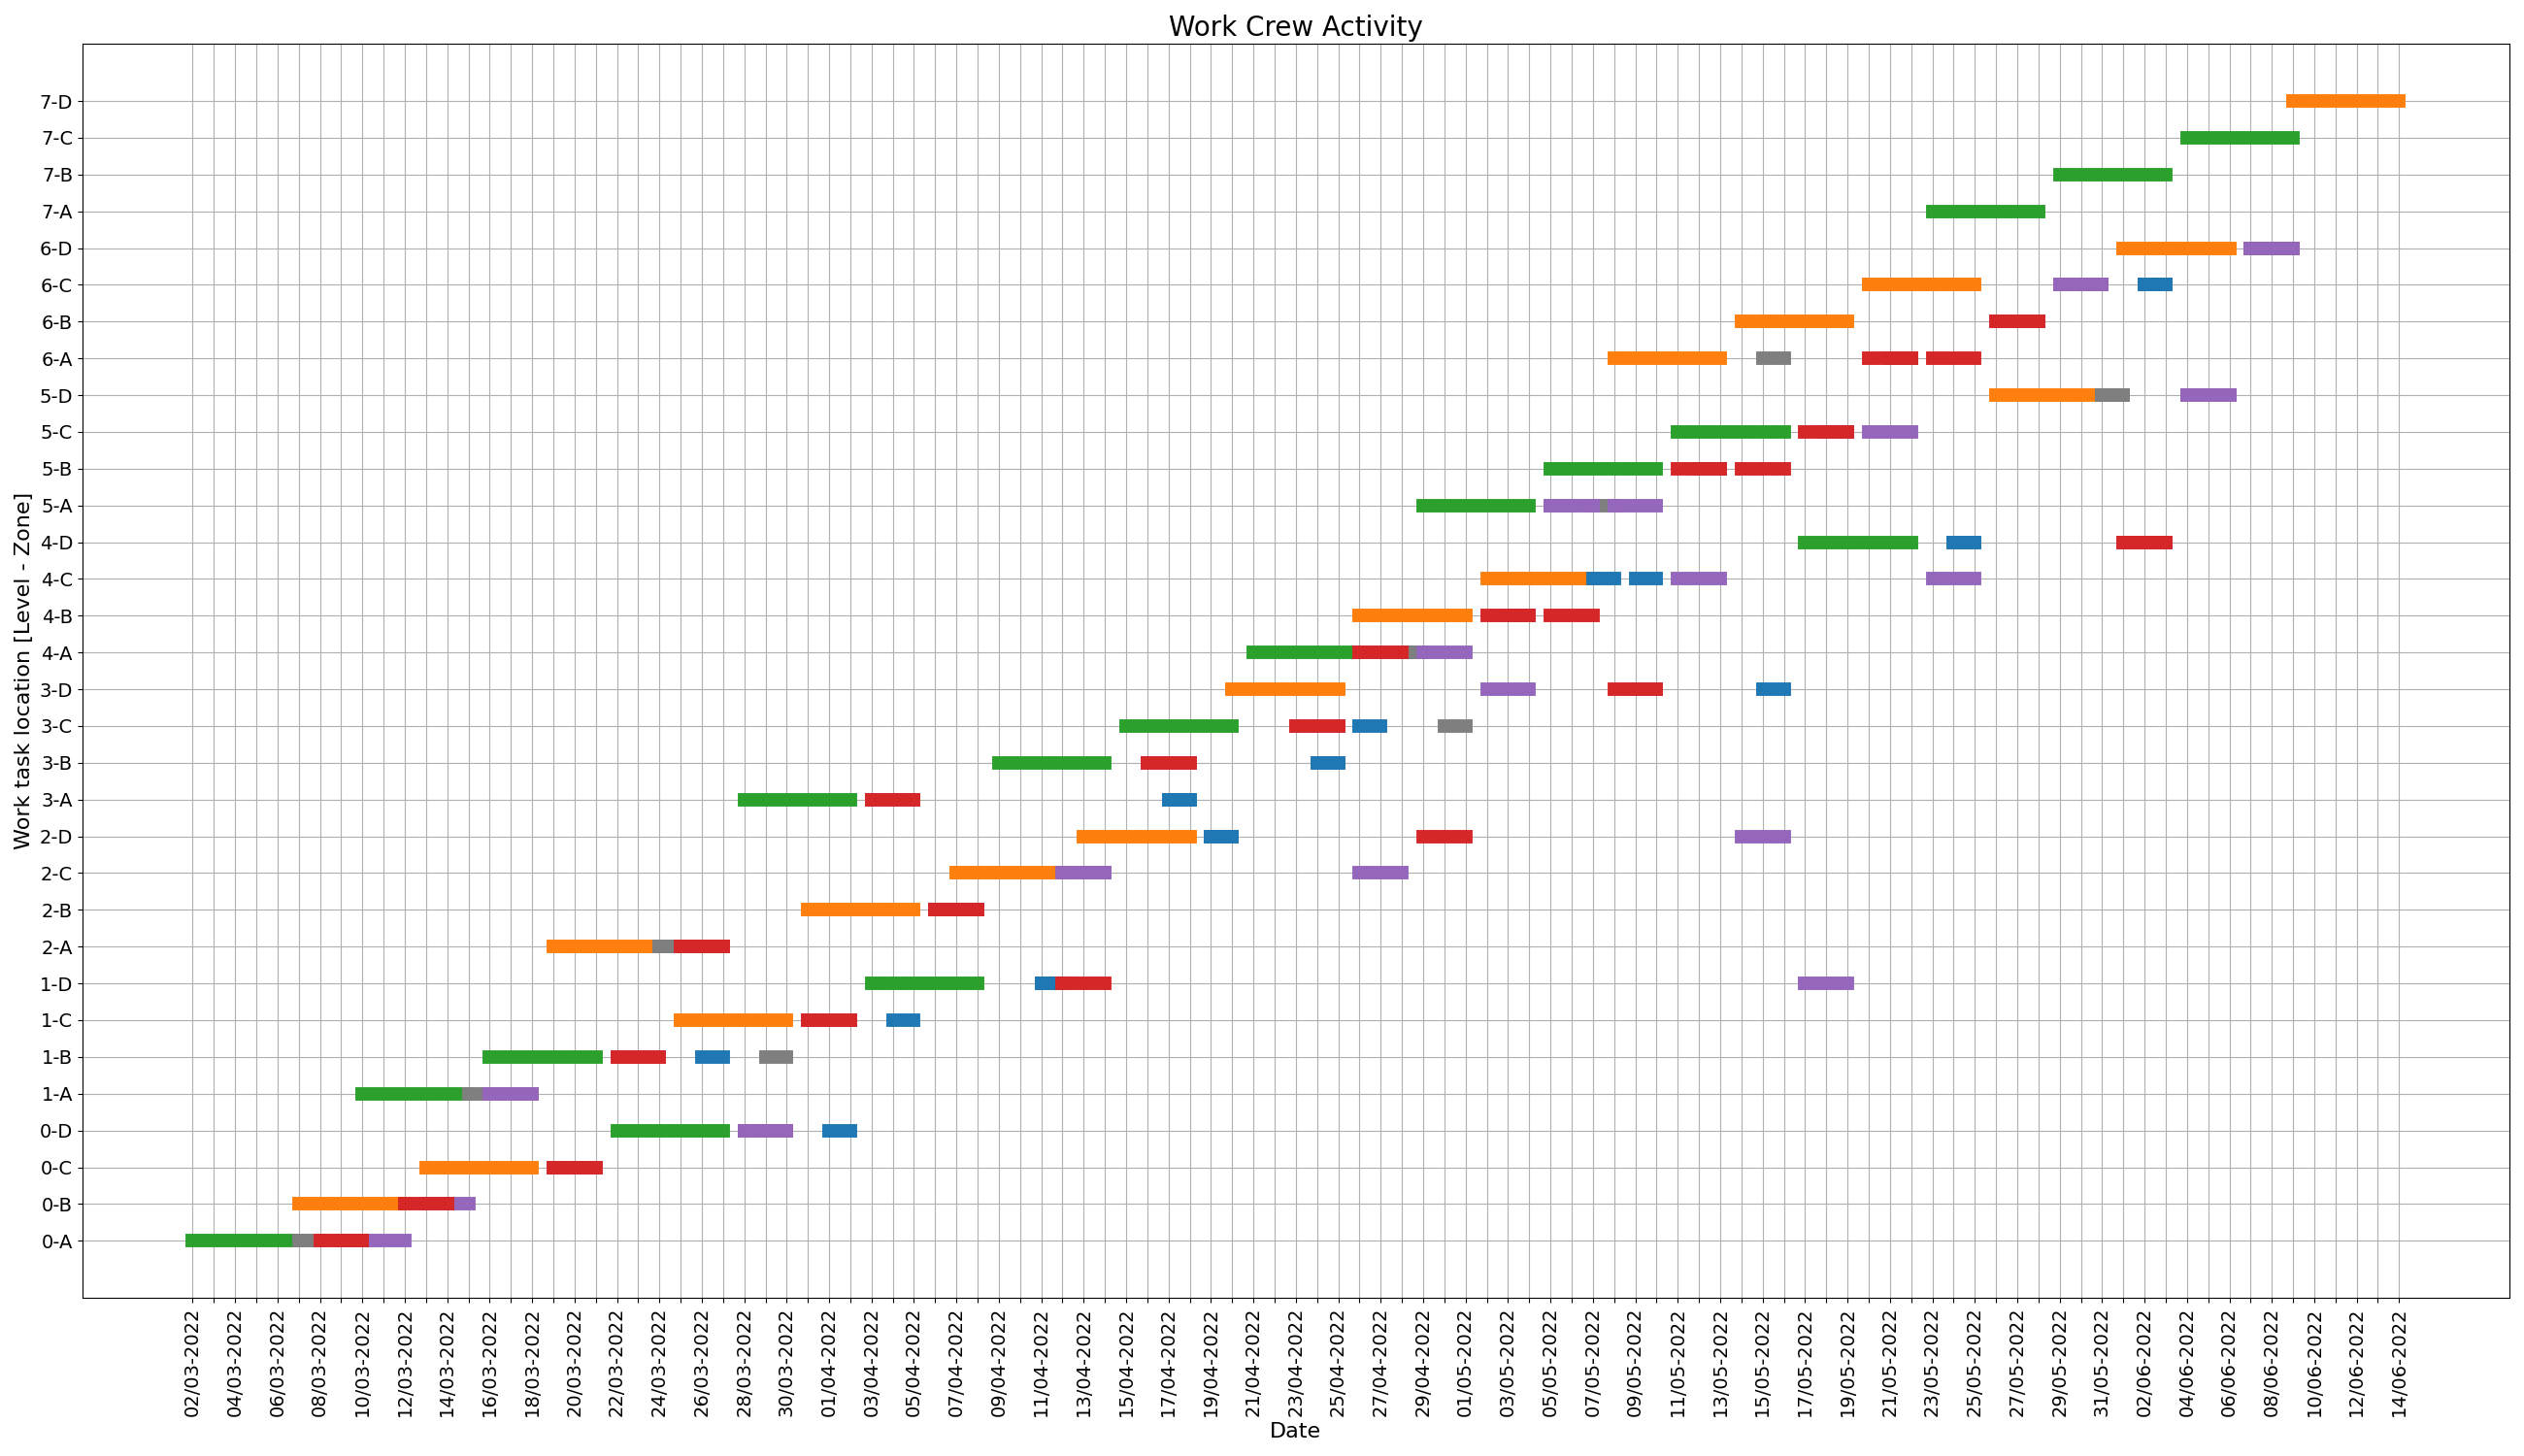 Work Crew Activity
Work task location [Level - Zone]
7-D
7-C
7-B
7-A
6-D
6-C
6-B
6-A
5-D
5-C
5-B
5-A
4-D
4-C
4-B
4-A
3-D
3-C
3-B
3-A
2-D
2-C
2-B
2-A
1-D
1-C
1-B
1-A
0-D
0-C
0-B
0-A
02/03-2022
04/03-2022
06/03-2022
08/03-2022
10/03-2022
12/03-2022
14/03-2022
16/03-2022
18/03-2022
20/03-2022
22/03-2022
24/03-2022
26/03-2022
28/03-2022
30/03-2022
01/04-2022
03/04-2022
05/04-2022
07/04-2022
09/04-2022
11/04-2022
13/04-2022
15/04-2022
17/04-2022
19/04-2022
21/04-2022
23/04-2022
25/04-2022
27/04-2022
29/04-2022
01/05-2022
03/05-2022
05/05-2022
07/05-2022
09/05-2022
11/05-2022
13/05-2022
15/05-2022
17/05-2022
19/05-2022
21/05-2022
23/05-2022
25/05-2022
27/05-2022
29/05-2022
31/05-2022
02/06-2022
04/06-2022
06/06-2022
08/06-2022
10/06-2022
12/06-2022
14/06-2022
Date